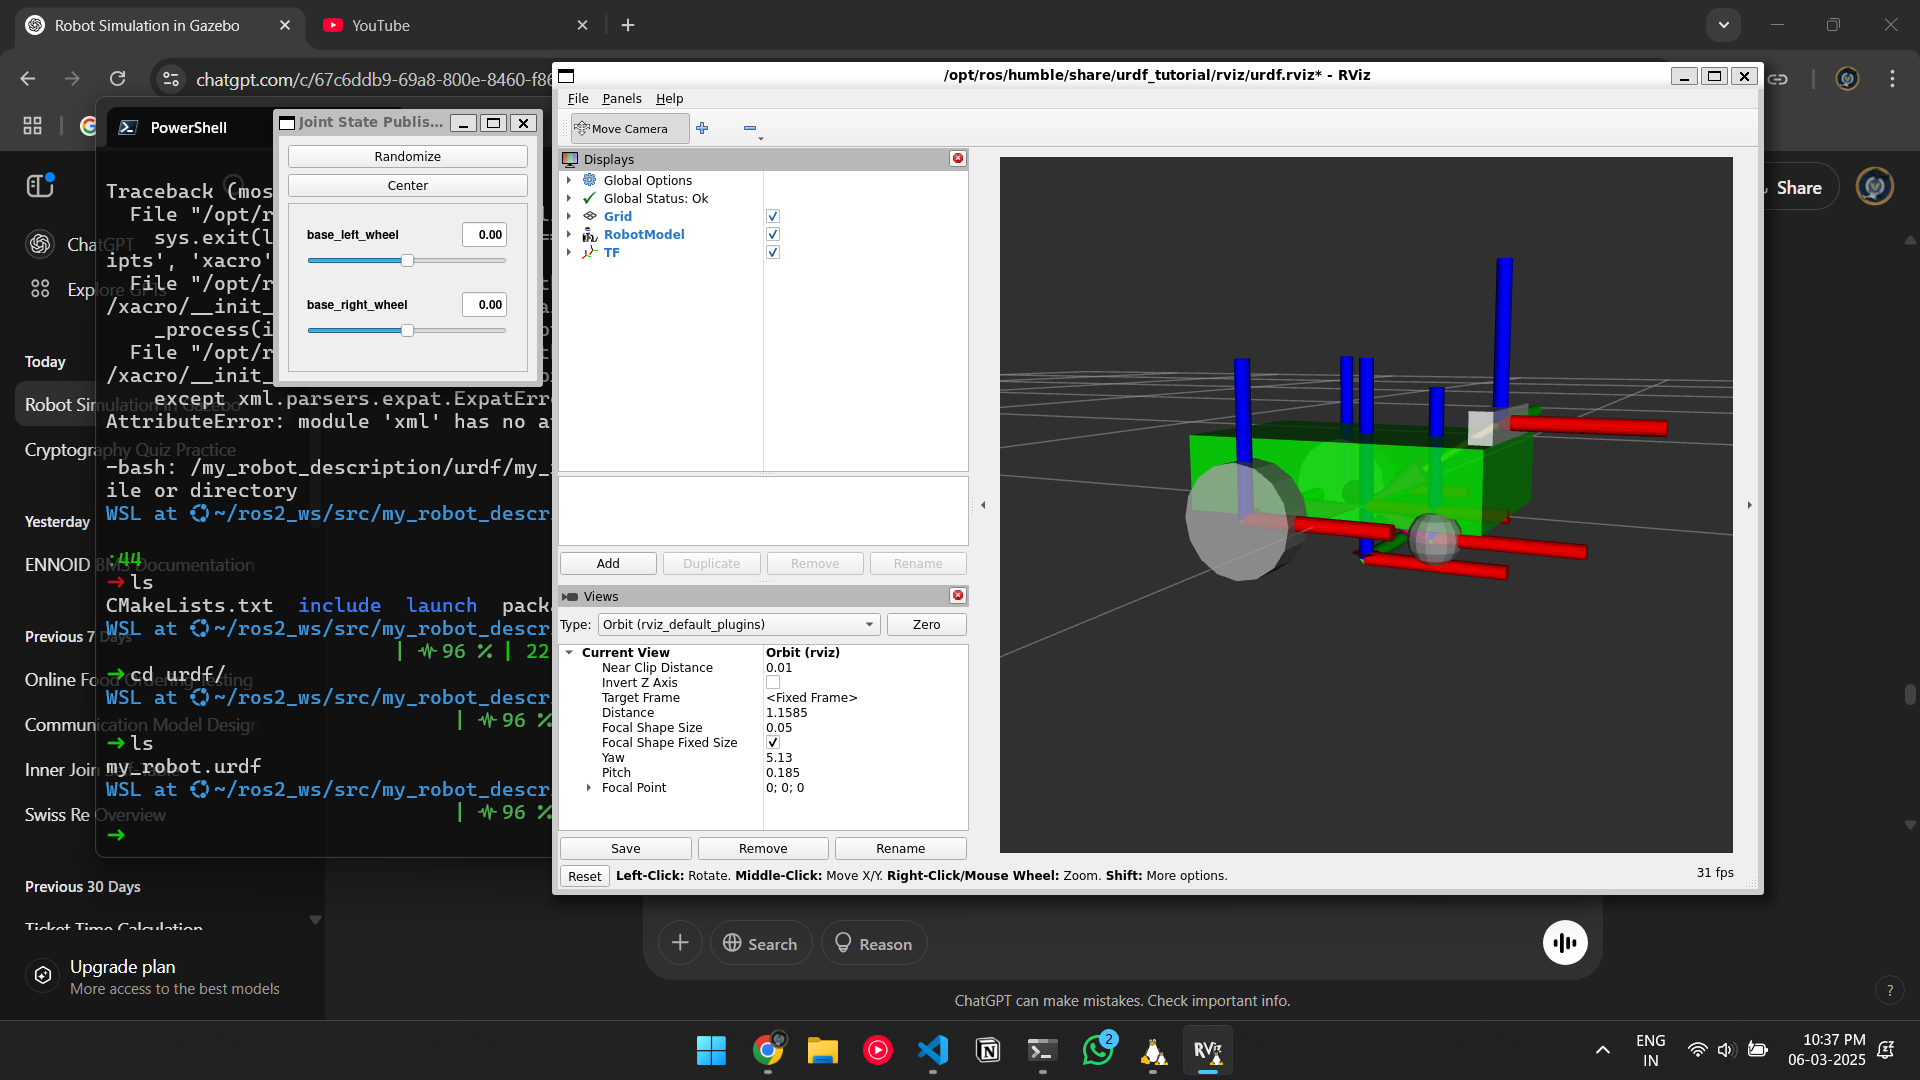 Robot Simulation in Gazebo
YouTube
chatgpt.com/c/67c6ddb9-69a8-800e-8460-f86
PowerShell
Share
ChatGPT
Explore GPTs
Today
Robot Simulation in Gazebo
Cryptography Quiz Practice
Yesterday
ENNOID BMS Documentation
Previous 7 Days
Online Food Ordering Testing
Communication Model Design
Inner Join
Swiss Re Overview
Previous 30 Days
Ticket Time Calculation
Upgrade plan
More access to the best models
Traceback (mos
File "/opt/r
sys.exit(l
ipts', 'xacro'
File "/opt/r
/xacro/__init_
_process(i
File "/opt/r
/xacro/__init_
except xml.parsers.expat.ExpatErr
AttributeError: module 'xml' has no a
-bash: /my_robot_description/urdf/my_
ile or directory
WSL at ~/ros2_ws/src/my_robot_descr
:44
ls
CMakeLists.txt include launch pack
WSL at ~/ros2_ws/src/my_robot_descr
| 96 % | 22
cd urdf/
WSL at ~/ros2_ws/src/my_robot_descr
| 96 %
ls
my_robot.urdf
WSL at ~/ros2_ws/src/my_robot_descr
| 96 %
Joint State Publis...
Randomize
Center
base_left_wheel 0.00
base_right_wheel 0.00
/opt/ros/humble/share/urdf_tutorial/rviz/urdf.rviz* - RViz
File Panels Help
Move Camera
Displays
Global Options
Global Status: Ok
Grid
RobotModel
TF
Add Duplicate Remove Rename
Views
Type: Orbit (rviz_default_plugins) Zero
Current View Orbit (rviz)
Near Clip Distance 0.01
Invert Z Axis
Target Frame <Fixed Frame>
Distance 1.1585
Focal Shape Size 0.05
Focal Shape Fixed Size
Yaw 5.13
Pitch 0.185
Focal Point 0; 0; 0
Save Remove Rename
Reset Left-Click: Rotate. Middle-Click: Move X/Y. Right-Click/Mouse Wheel: Zoom. Shift: More options.
31 fps
Search
Reason
ChatGPT can make mistakes. Check important info.
?
2
RViz
ENG
IN
10:37 PM
06-03-2025